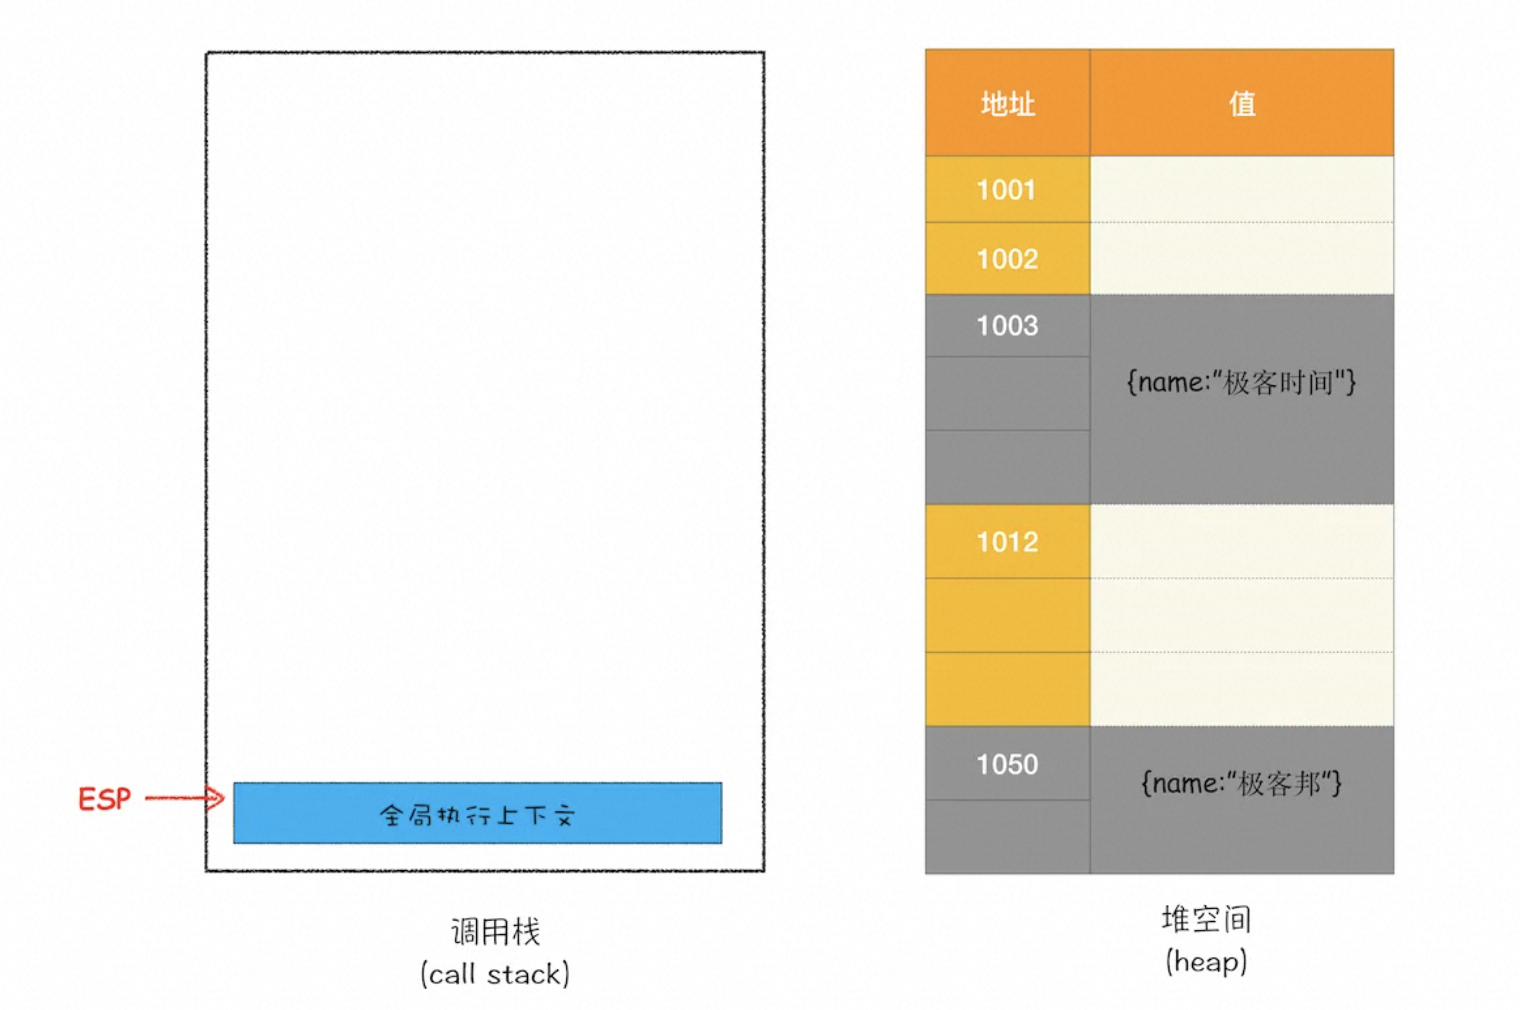 ESP
全局执行上下文
调用栈
(call stack)
地址 值
1001
1002
1003
{name:"极客时间"}
1012
1050
{name:"极客邦"}
堆空间
(heap)